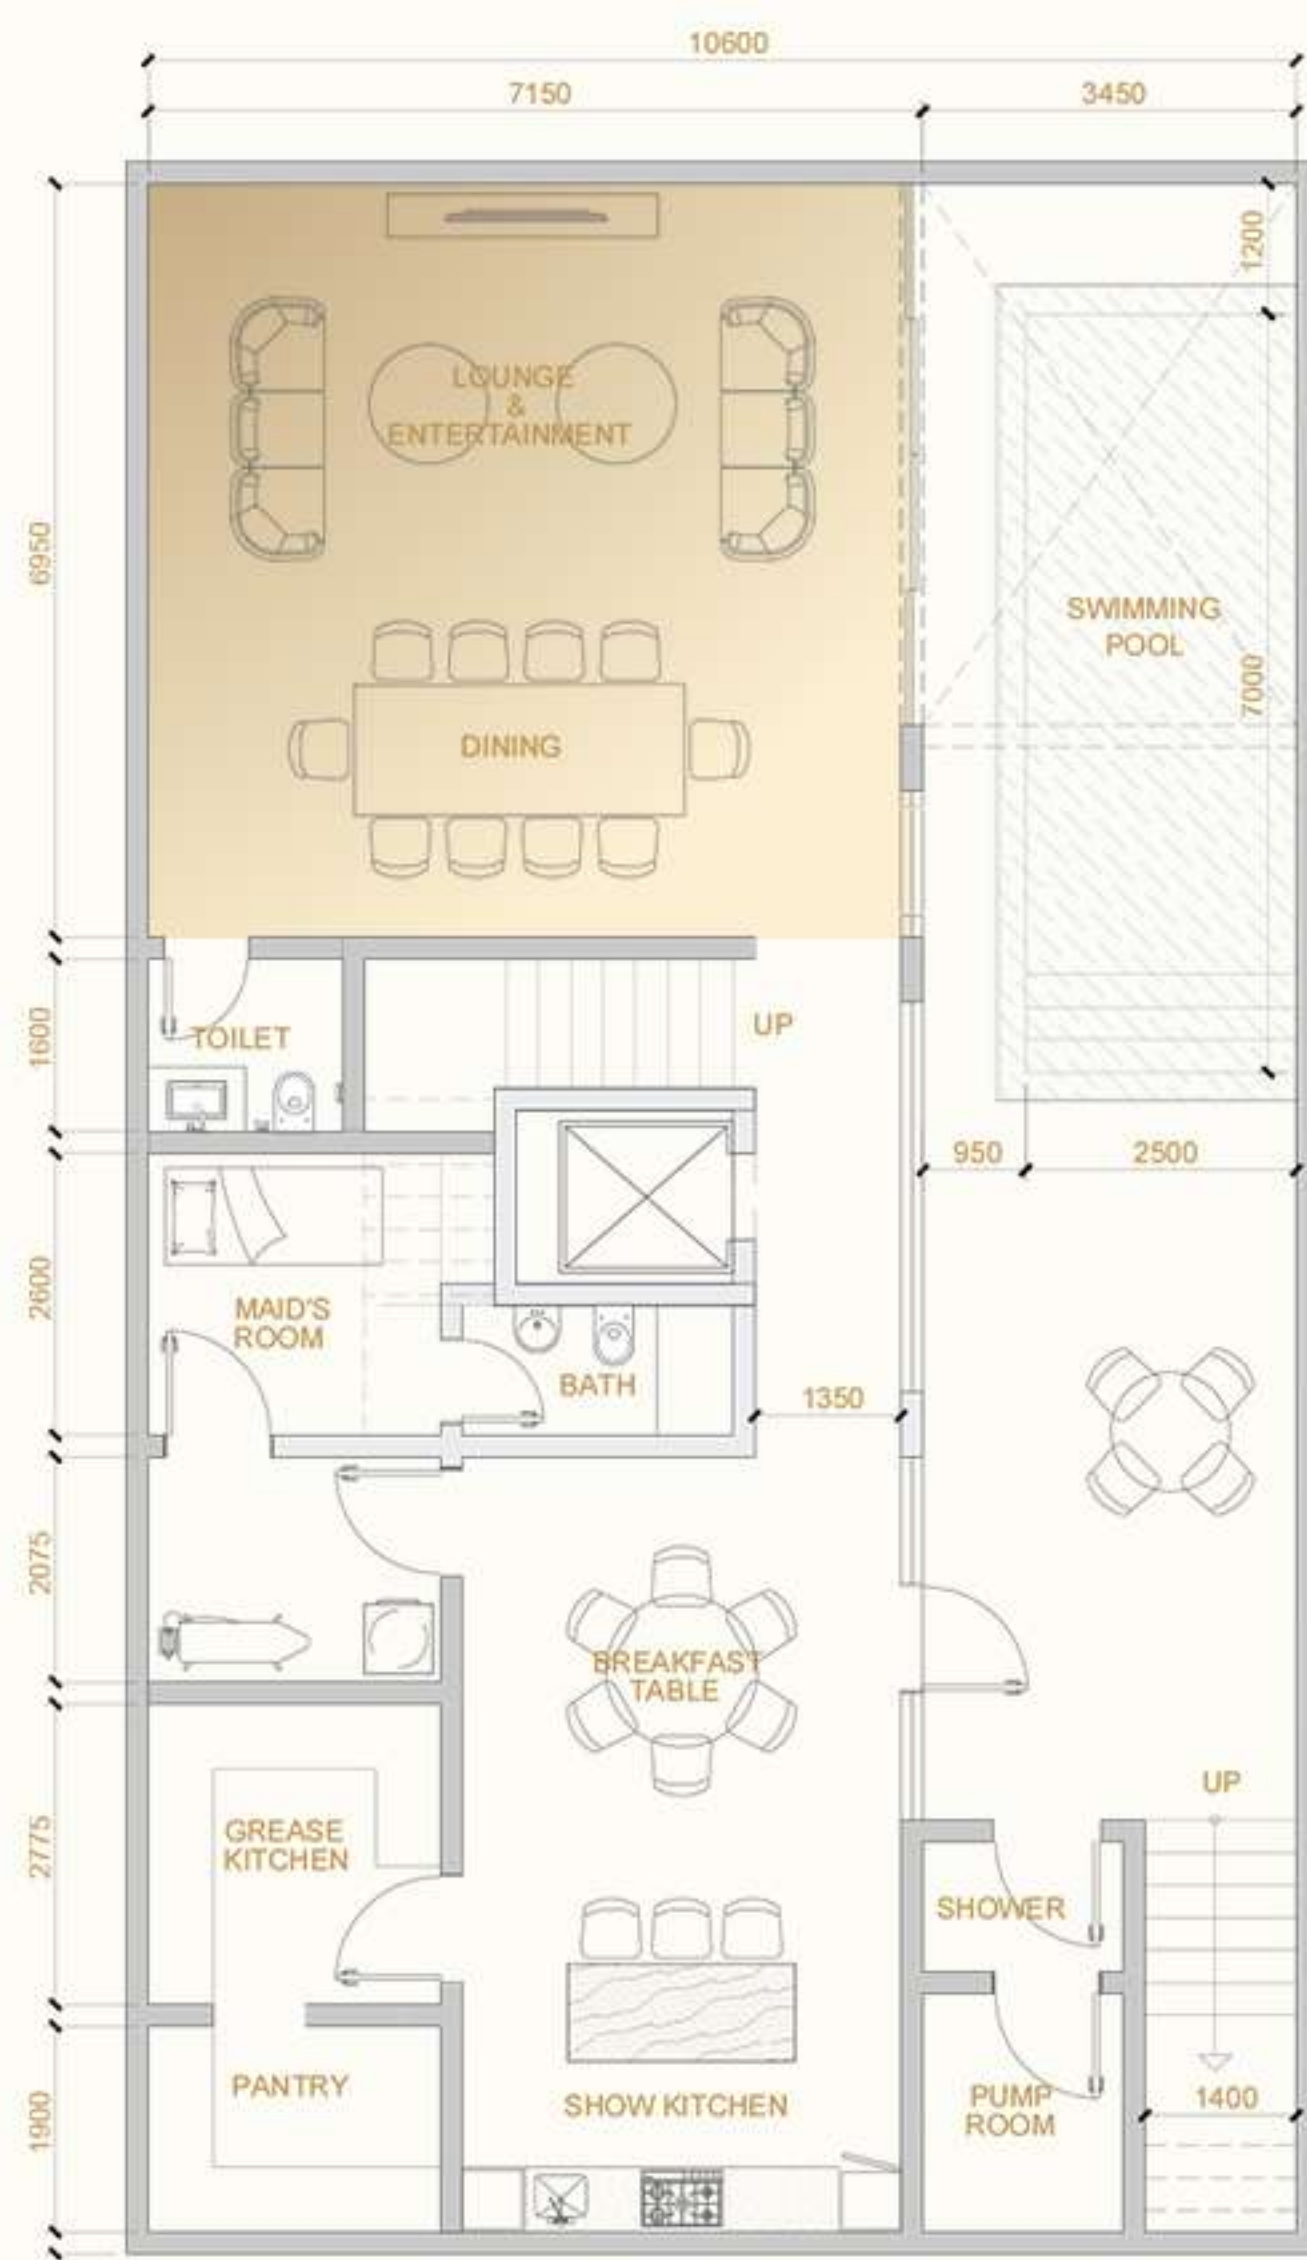 10600
7150
3450
1200
LOUNGE
&
ENTERTAINMENT
6950
SWIMMING
POOL
7000
DINING
1600
TOILET
UP
950
2500
2600
MAID'S
ROOM
BATH
1350
2075
BREAKFAST
TABLE
UP
2775
GREASE
KITCHEN
SHOWER
PANTRY
SHOW KITCHEN
PUMP
ROOM
1400
1900